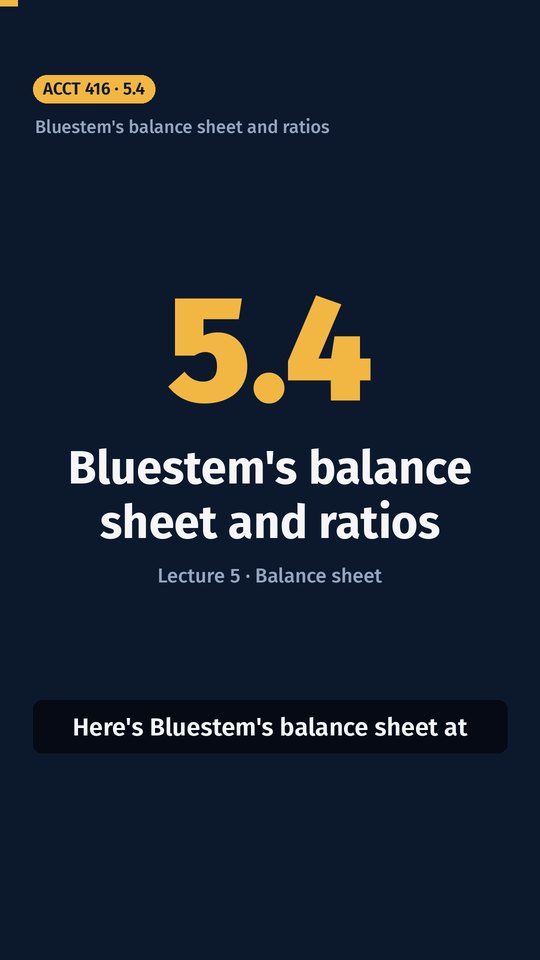 ACCT 416 · 5.4
Bluestem's balance sheet and ratios
5.4
Bluestem's balance
sheet and ratios
Lecture 5 · Balance sheet
Here's Bluestem's balance sheet at